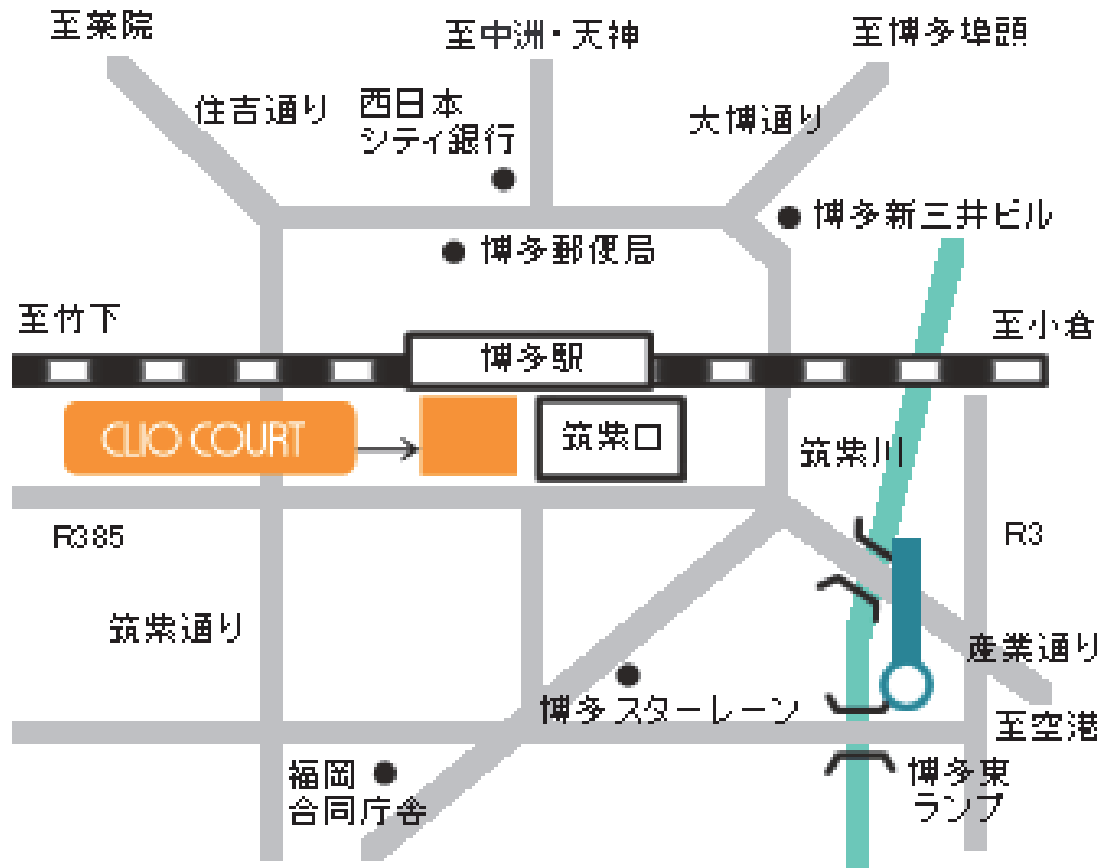 至薬院
至中洲・天神
至博多埠頭
住吉通り
西日本
シティ銀行
大博通り
博多新三井ビル
博多郵便局
至竹下
至小倉
博多駅
CLIO COURT
筑紫口
筑紫川
R385
R3
筑紫通り
産業通り
博多スターレーン
至空港
福岡
合同庁舎
博多東
ランプ